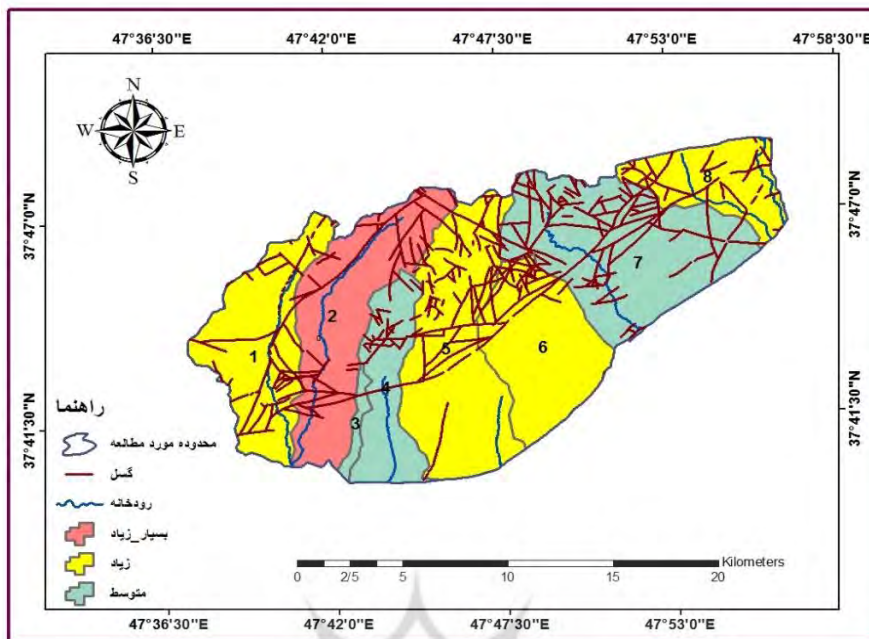 47°36'30"E 47°42'0"E 47°47'30"E 47°53'0"E 47°58'30"E
N
W E
S
37°47'0"N 37°47'0"N
37°41'30"N 37°41'30"N
8
7
2
1
5
6
4
3
راهنما
محدوده مورد مطالعه
گسل
رودخانه
بسیار_زیاد
زیاد
متوسط
Kilometers
0 2/5 5 10 15 20
47°36'30"E 47°42'0"E 47°47'30"E 47°53'0"E